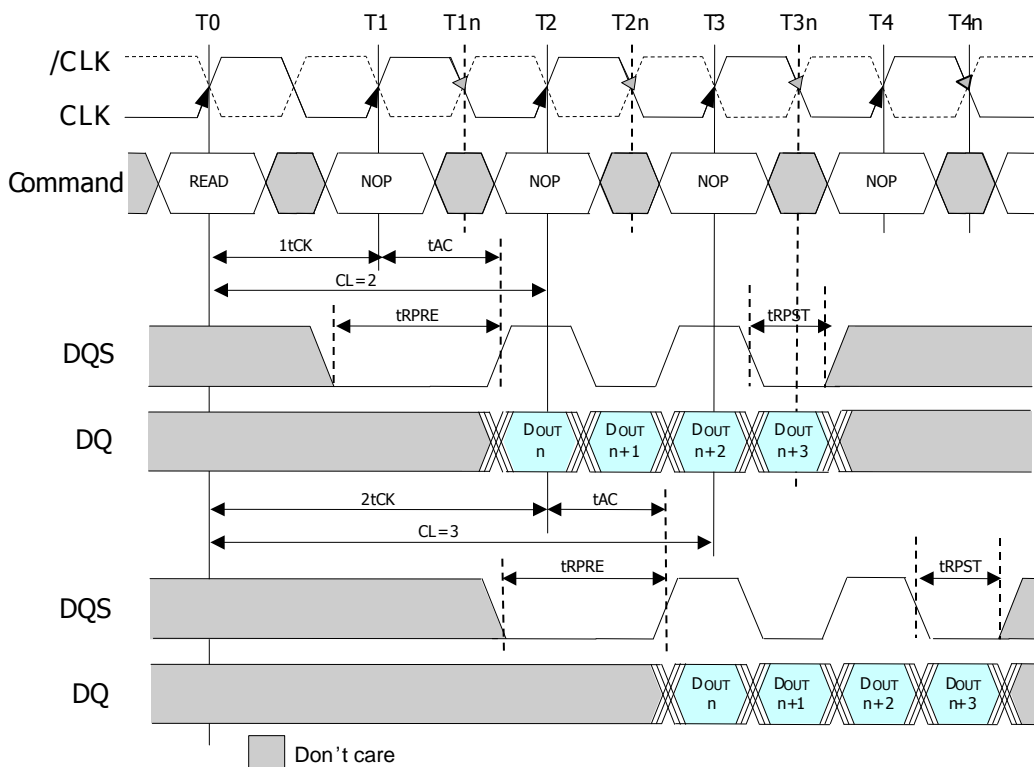 T0 T1 T1n T2 T2n T3 T3n T4 T4n
/CLK
CLK
Command READ NOP NOP NOP NOP
1tCK tAC
CL=2
tRPRE tRPST
DQS
DQ
DOUT n DOUT n+1 DOUT n+2 DOUT n+3
2tCK tAC
CL=3
tRPRE tRPST
DQS
DQ
DOUT n DOUT n+1 DOUT n+2 DOUT n+3
Don't care